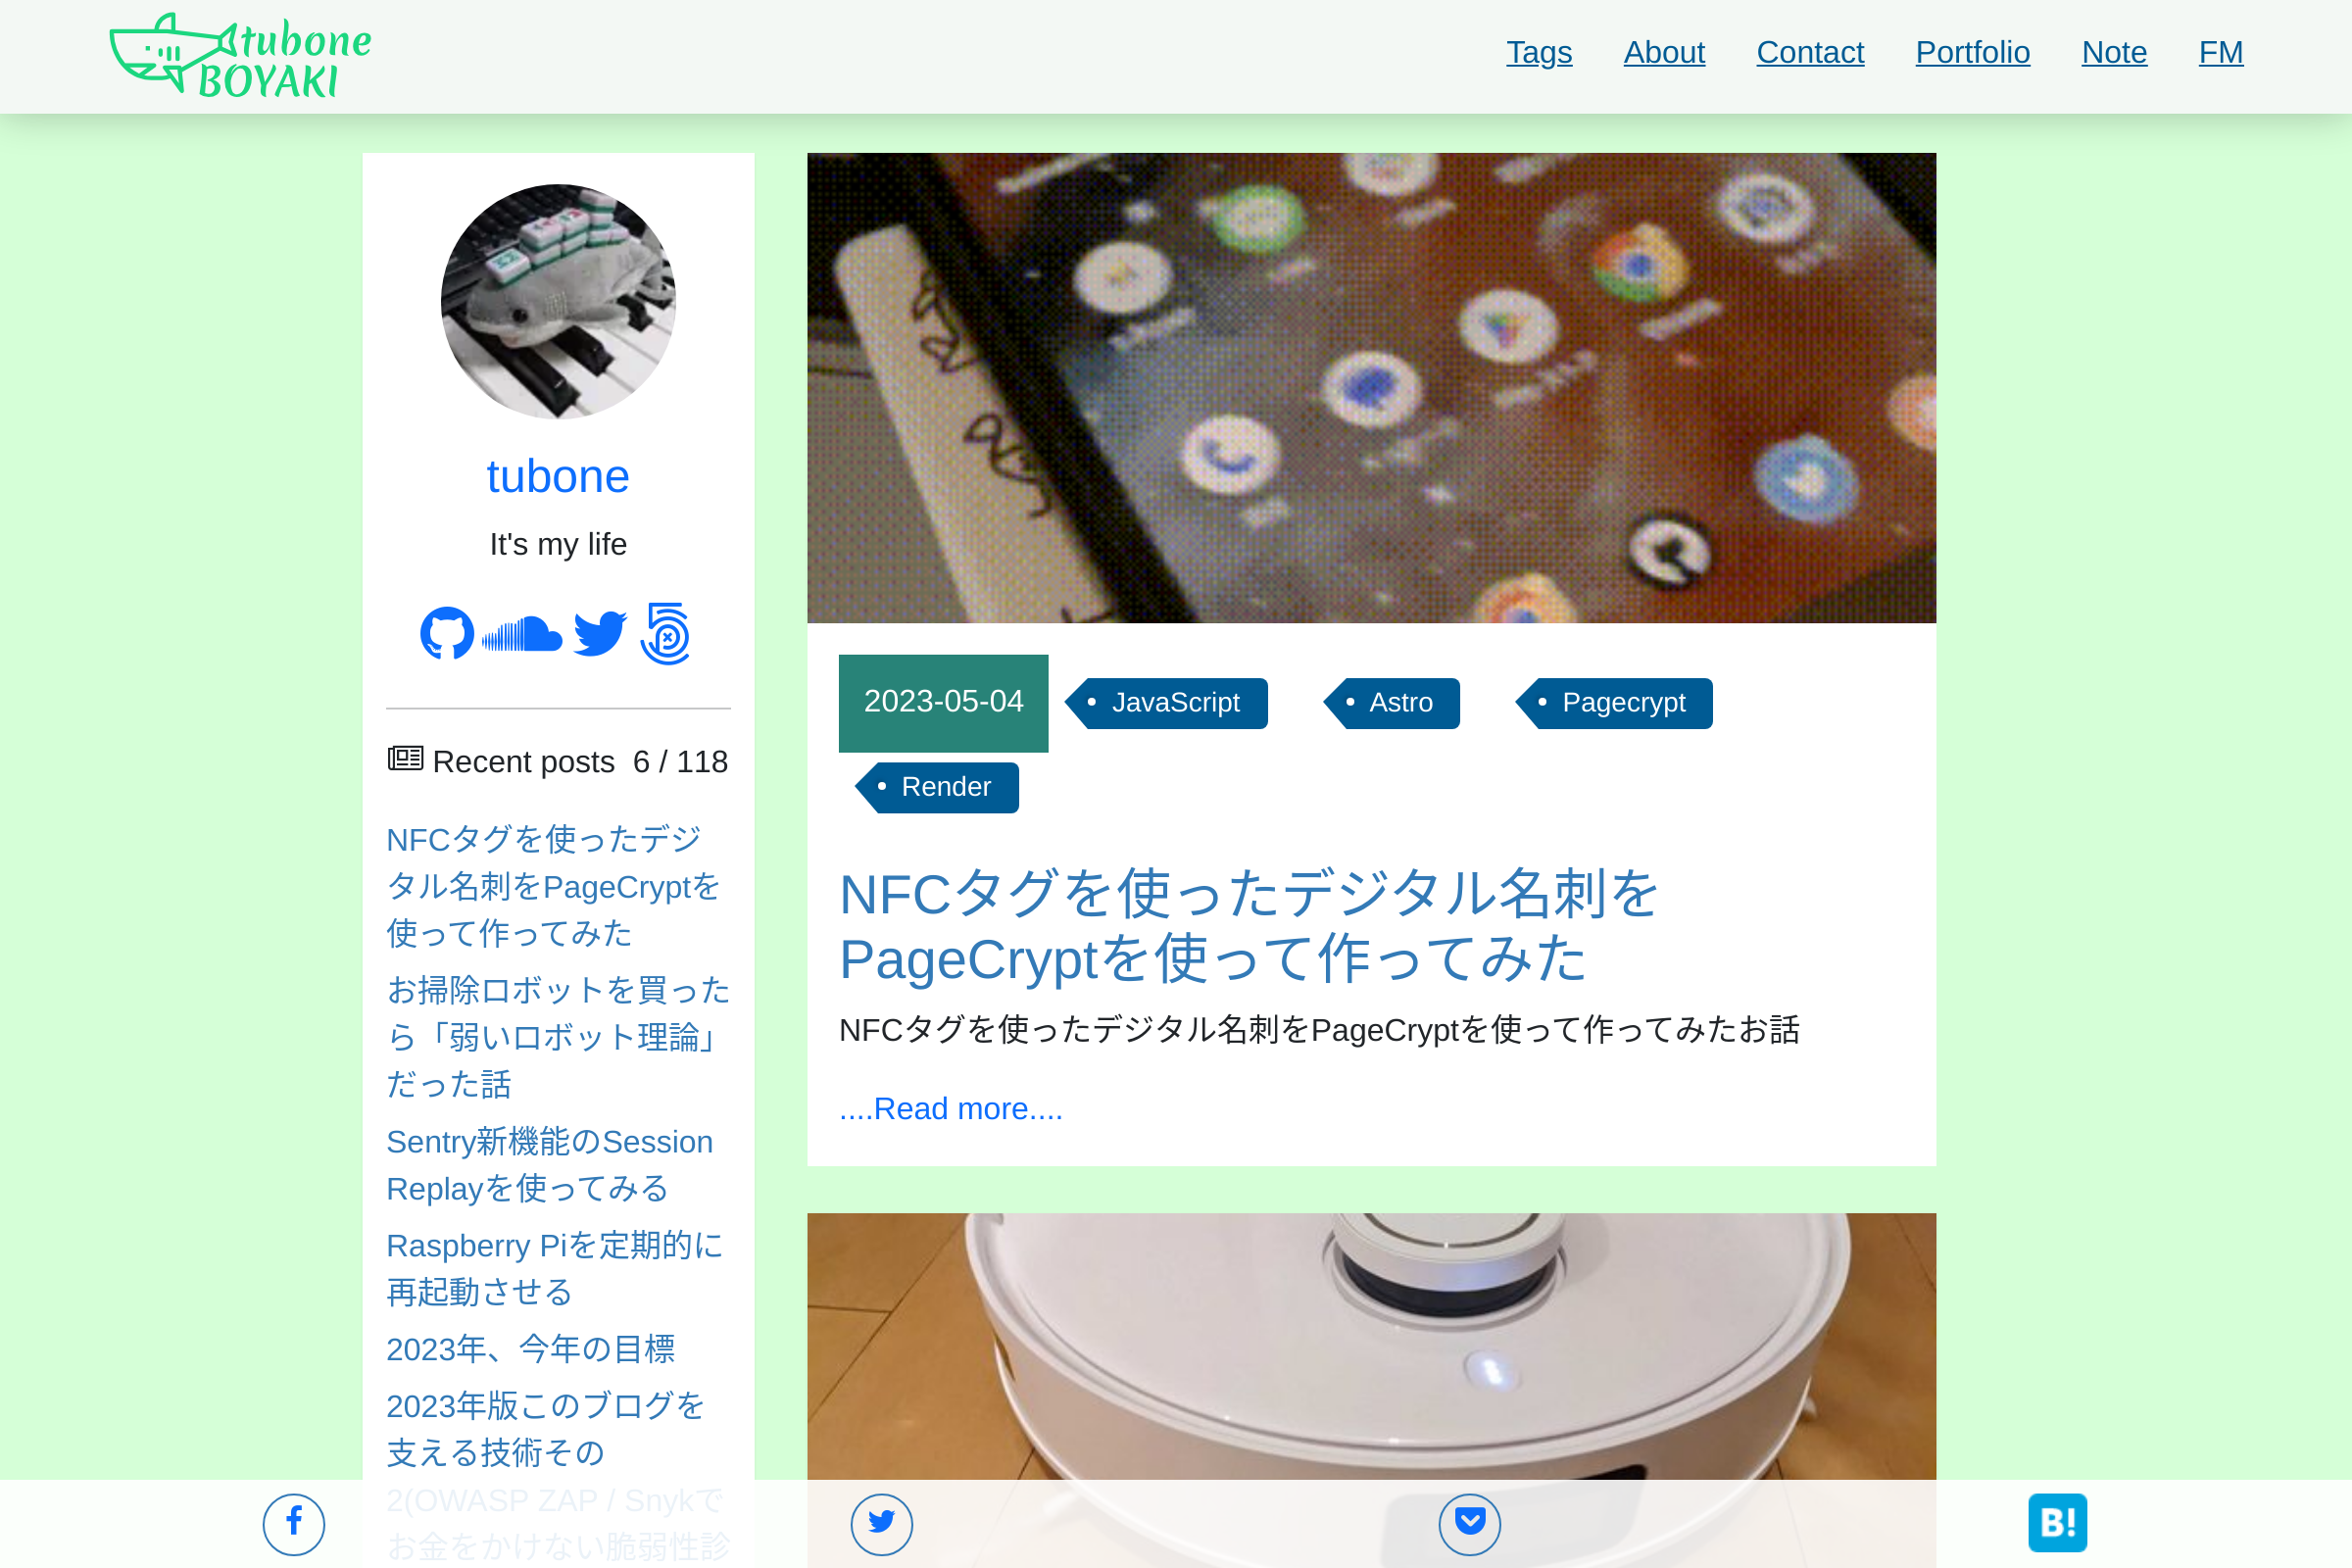 tubone
BOYAKI
Tags About Contact Portfolio Note FM
tubone
It's my life
Recent posts 6 / 118
NFCタグを使ったデジ
タル名刺をPageCryptを
使って作ってみた
お掃除ロボットを買った
ら「弱いロボット理論」
だった話
Sentry新機能のSession
Replayを使ってみる
Raspberry Piを定期的に
再起動させる
2023年、今年の目標
2023年版このブログを
支える技術その
2(OWASP ZAP / Snykで
お金をかけない脆弱性診
2023-05-04
JavaScript
Astro
Pagecrypt
Render
NFCタグを使ったデジタル名刺を
PageCryptを使って作ってみた
NFCタグを使ったデジタル名刺をPageCryptを使って作ってみたお話
....Read more....
B!